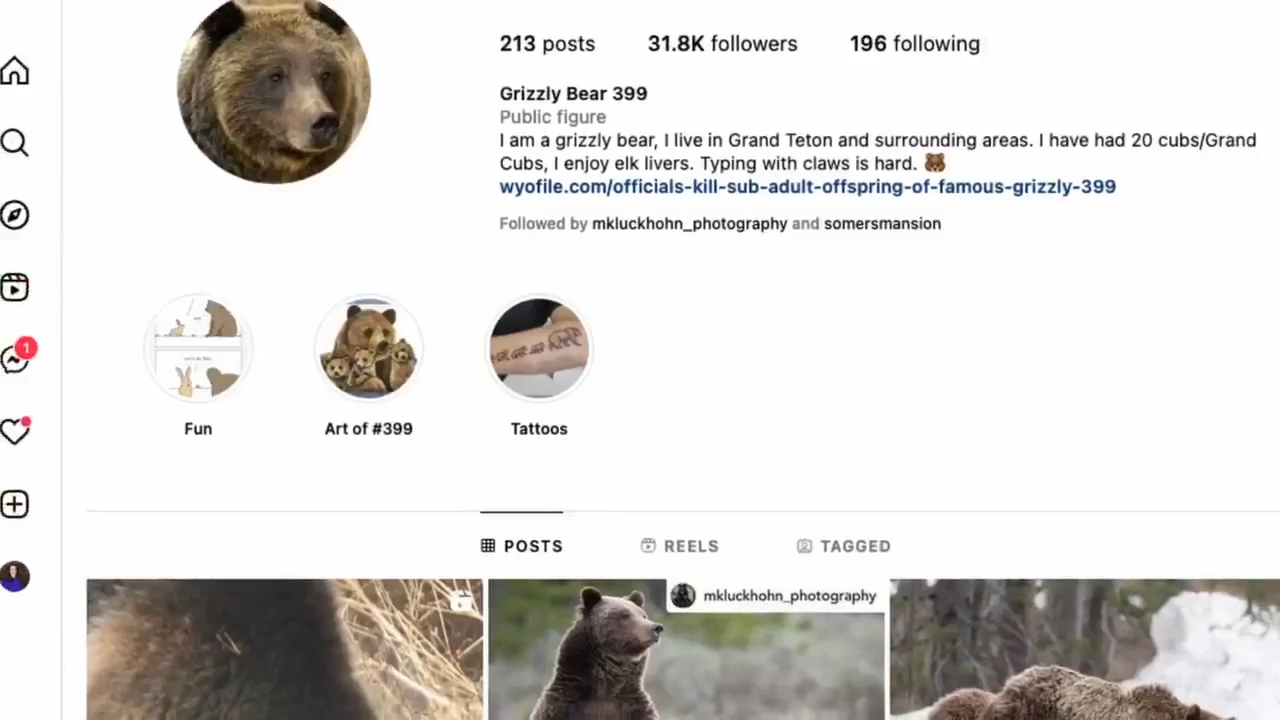 213 posts 31.8K followers 196 following
Grizzly Bear 399
Public figure
I am a grizzly bear, I live in Grand Teton and surrounding areas. I have had 20 cubs/Grand
Cubs, I enjoy elk livers. Typing with claws is hard. 🐻
wyofile.com/officials-kill-sub-adult-offspring-of-famous-grizzly-399
Followed by mkluckhohn_photography and somersmansion
1
Fun Art of #399 Tattoos
POSTS REELS TAGGED
mkluckhohn_photography